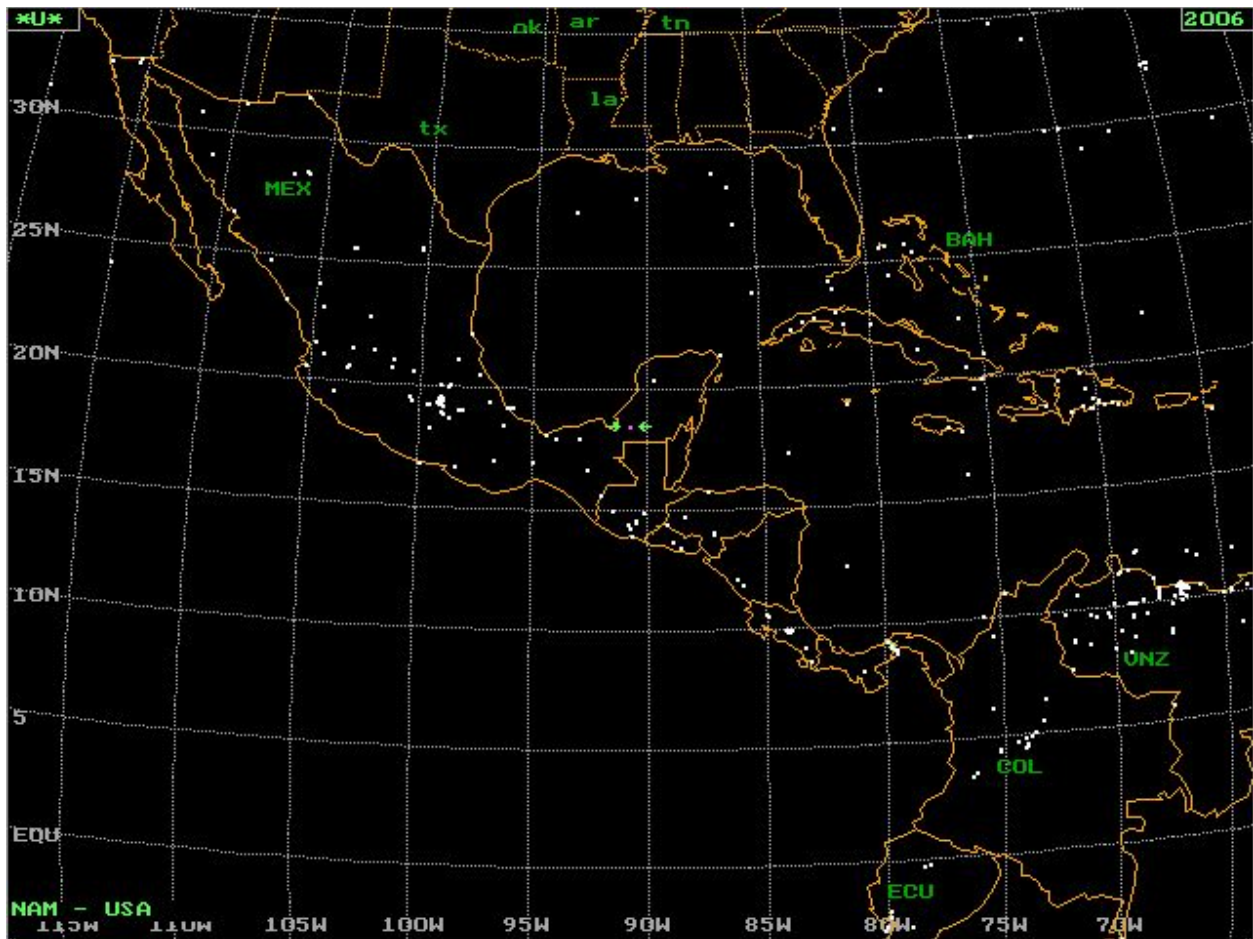 *U* 2006
ok ar tn
la
30N
tx
MEX
25N
BAH
20N
15N
10N
VNZ
5
COL
EQU
ECU
NAM - USA
115W 110W 105W 100W 95W 90W 85W 80W 75W 70W